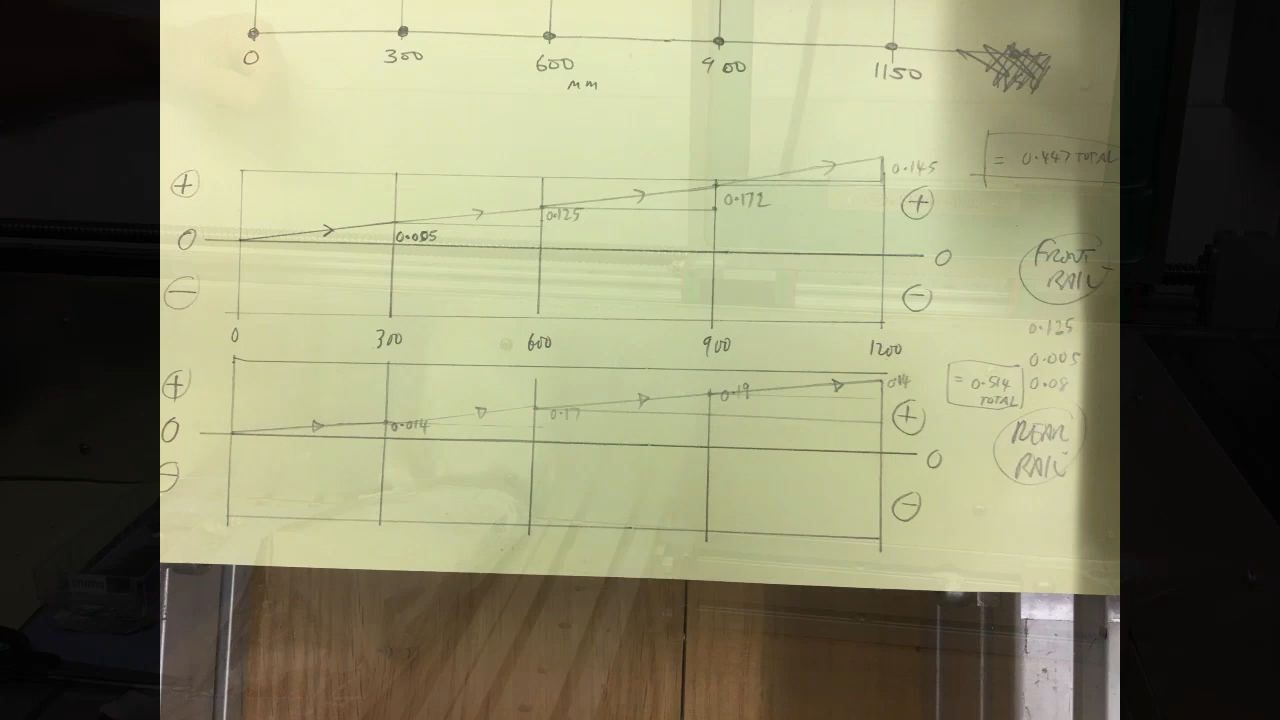 0 300 600 900 1150
mm
= 0.447 TOTAL
+ 0.145
0.172 +
0.125
0.005
0 0
FRONT
RAIL
- -
0.125
0 300 600 900 1200
0.005
= 0.514 0.08
TOTAL
+ 0.14
0.19
0.17 +
0.014
0 0
REAR
RAIL
- -